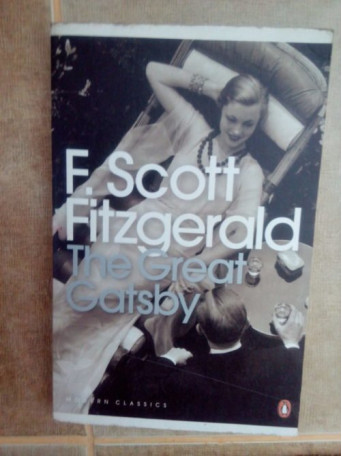 F. Scott
Fitzgerald
The Great
Gatsby
MODERN CLASSICS